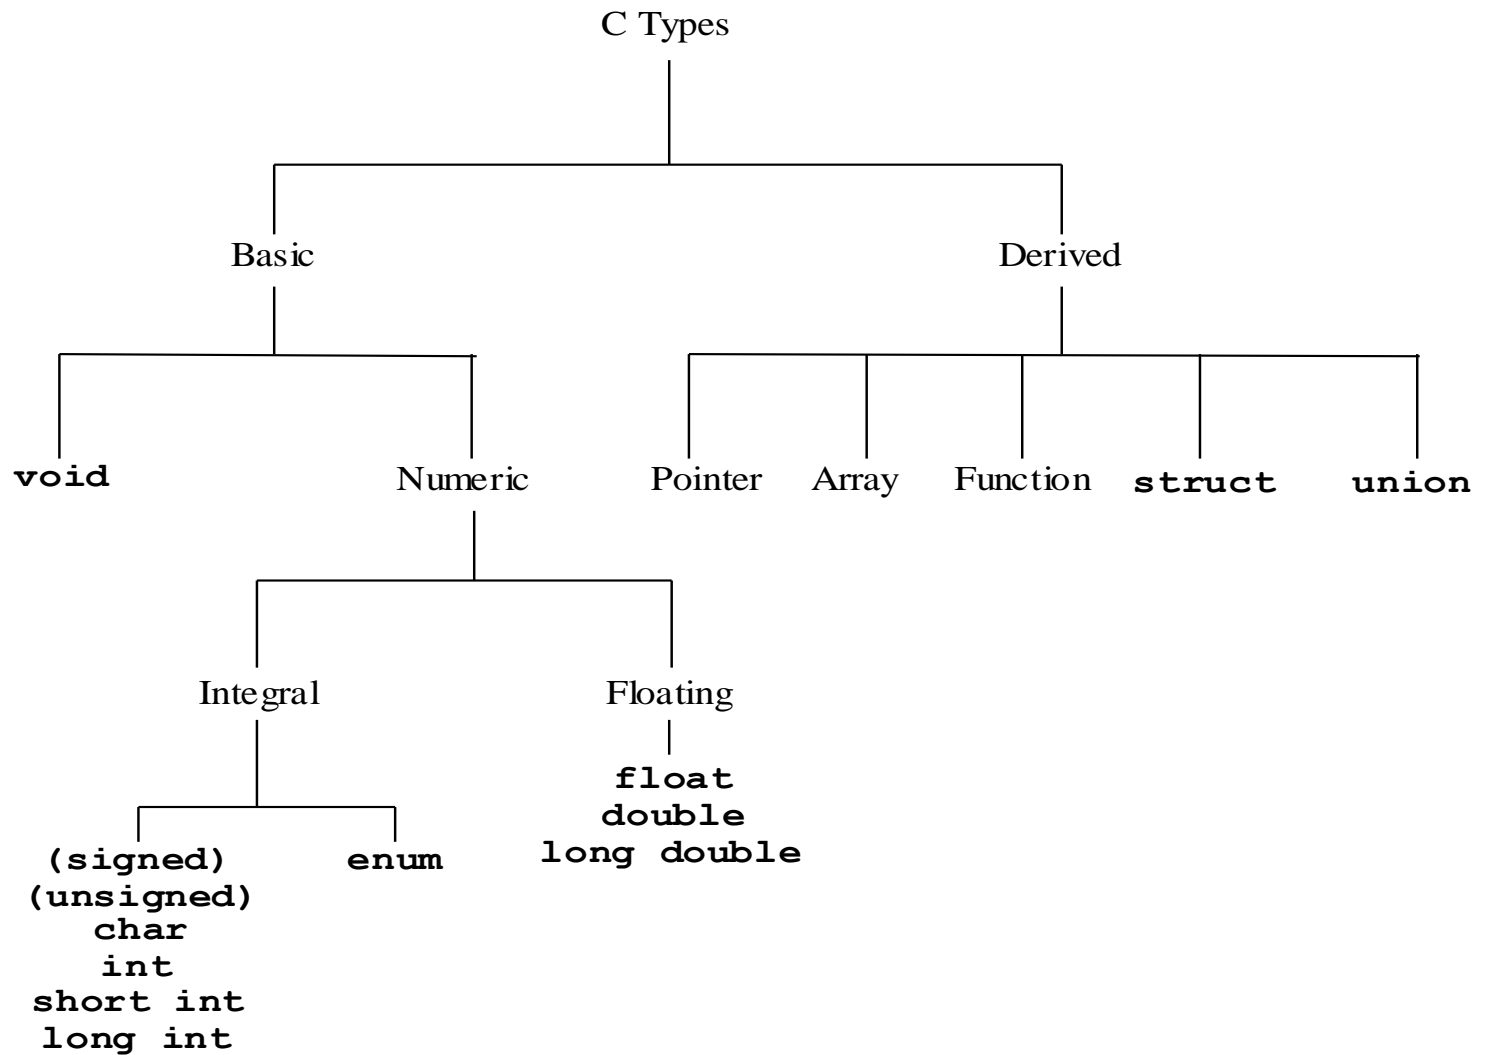 C Types
Basic
Derived
void
Numeric
Pointer
Array
Function
struct
union
Integral
Floating
float
double
long double
(signed)
(unsigned)
char
int
short int
long int
enum